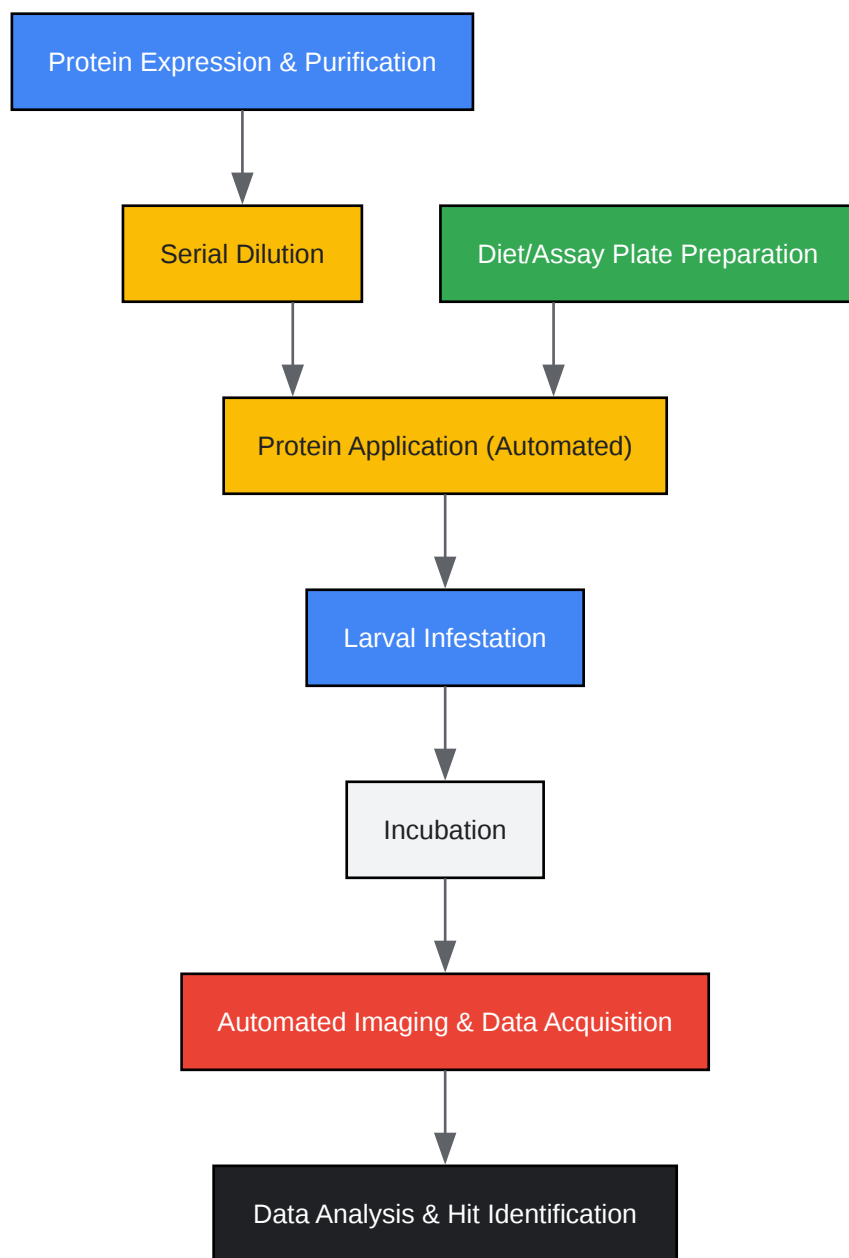 Protein Expression & Purification
Serial Dilution
Diet/Assay Plate Preparation
Protein Application (Automated)
Larval Infestation
Incubation
Automated Imaging & Data Acquisition
Data Analysis & Hit Identification